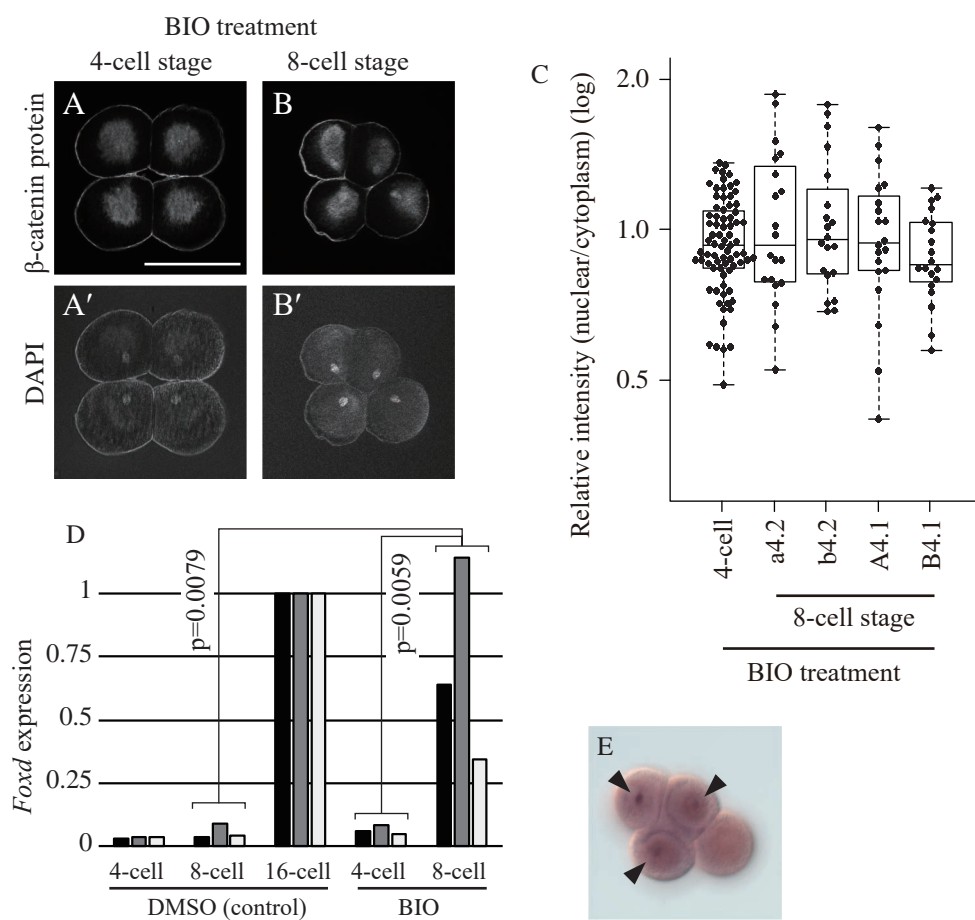 BIO treatment
4-cell stage
8-cell stage
β-catenin protein
DAPI
A
B
A′
B′
C
Relative intensity (nuclear/cytoplasm) (log)
2.0
1.0
0.5
4-cell
a4.2
b4.2
A4.1
B4.1
8-cell stage
BIO treatment
D
Foxd expression
1
0.75
0.5
0.25
0
p=0.0079
p=0.0059
4-cell
8-cell
16-cell
4-cell
8-cell
DMSO (control)
BIO
E